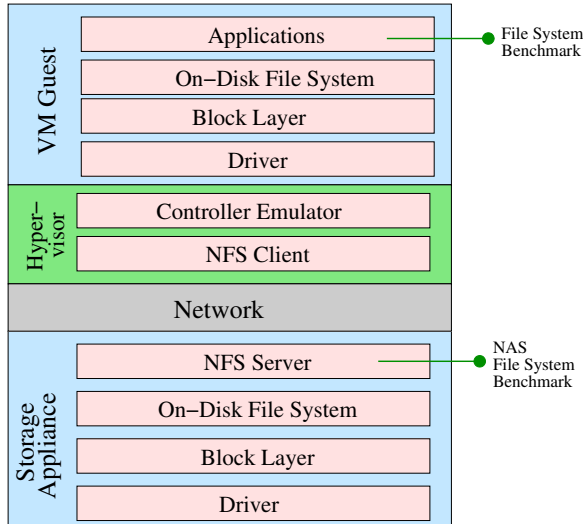 VM Guest
Applications
On-Disk File System
Block Layer
Driver
File System
Benchmark
Hyper-
visor
Controller Emulator
NFS Client
Network
Storage
Appliance
NFS Server
On-Disk File System
Block Layer
Driver
NAS
File System
Benchmark